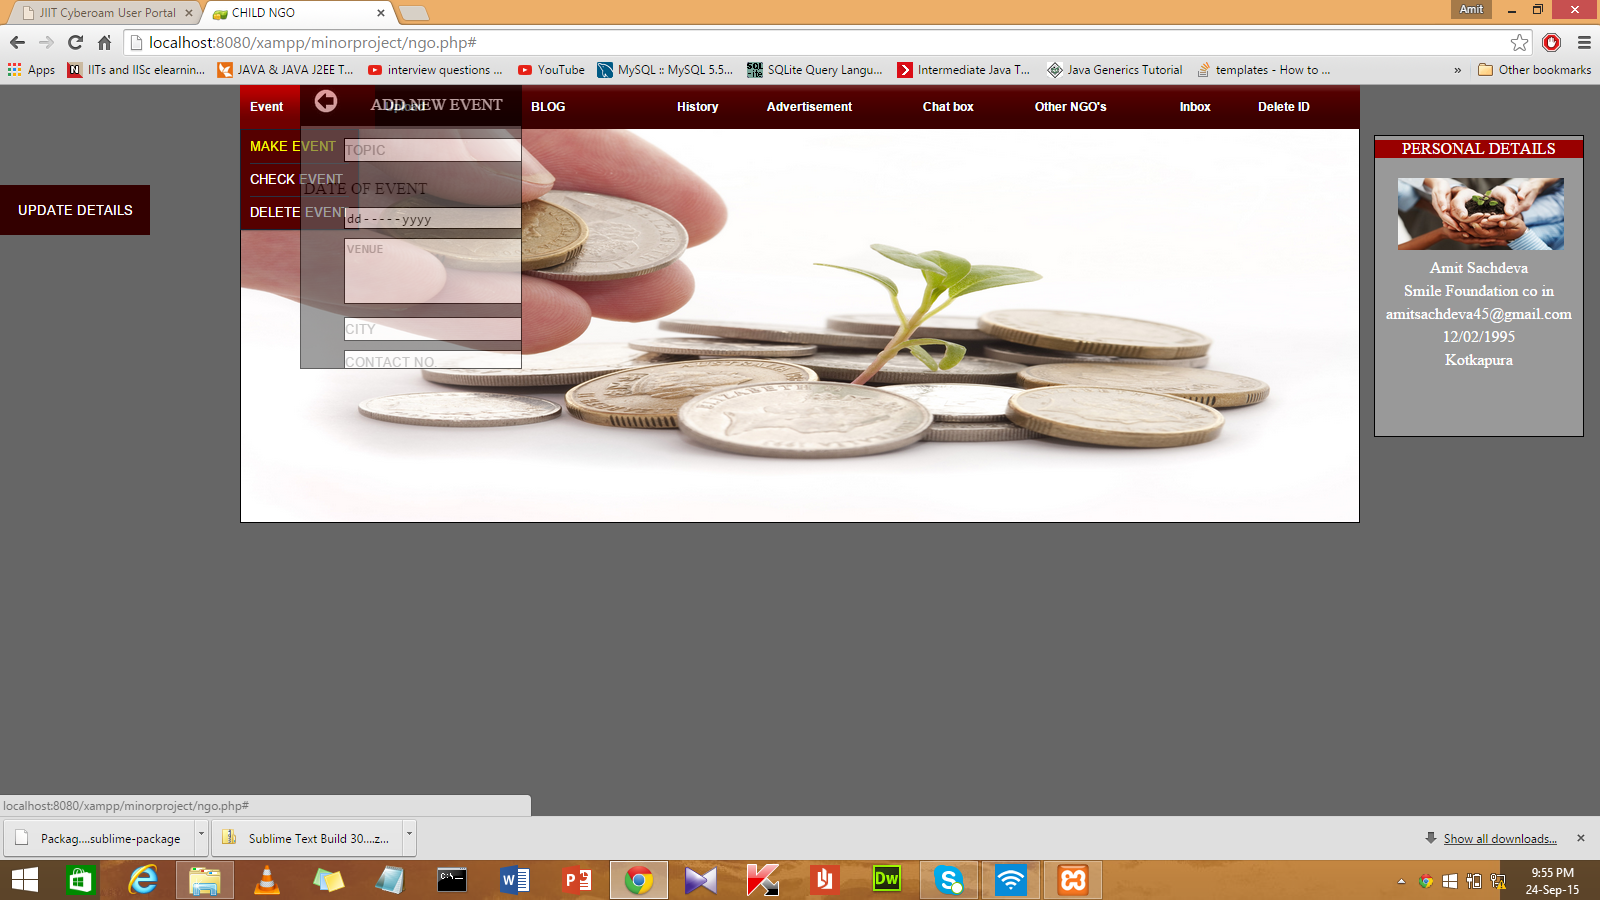 JIIT Cyberoam User Portal
CHILD NGO
Amit
localhost:8080/xampp/minorproject/ngo.php#
Apps
IITs and IISc elearnin...
JAVA & JAVA J2EE T...
interview questions ...
YouTube
MySQL :: MySQL 5.5...
SQLite Query Langu...
Intermediate Java T...
Java Generics Tutorial
templates - How to ...
»
Other bookmarks
Event
ADD NEW EVENT
BLOG
History
Advertisement
Chat box
Other NGO's
Inbox
Delete ID
MAKE EVENT
CHECK EVENT
DELETE EVENT
TOPIC
DATE OF EVENT
dd-----yyyy
VENUE
CITY
CONTACT NO.
UPDATE DETAILS
PERSONAL DETAILS
Amit Sachdeva
Smile Foundation co in
amitsachdeva45@gmail.com
12/02/1995
Kotkapura
ELIZABETH
localhost:8080/xampp/minorproject/ngo.php#
Packag....sublime-package
Sublime Text Build 30....z...
Show all downloads...
Dw
9:55 PM
24-Sep-15